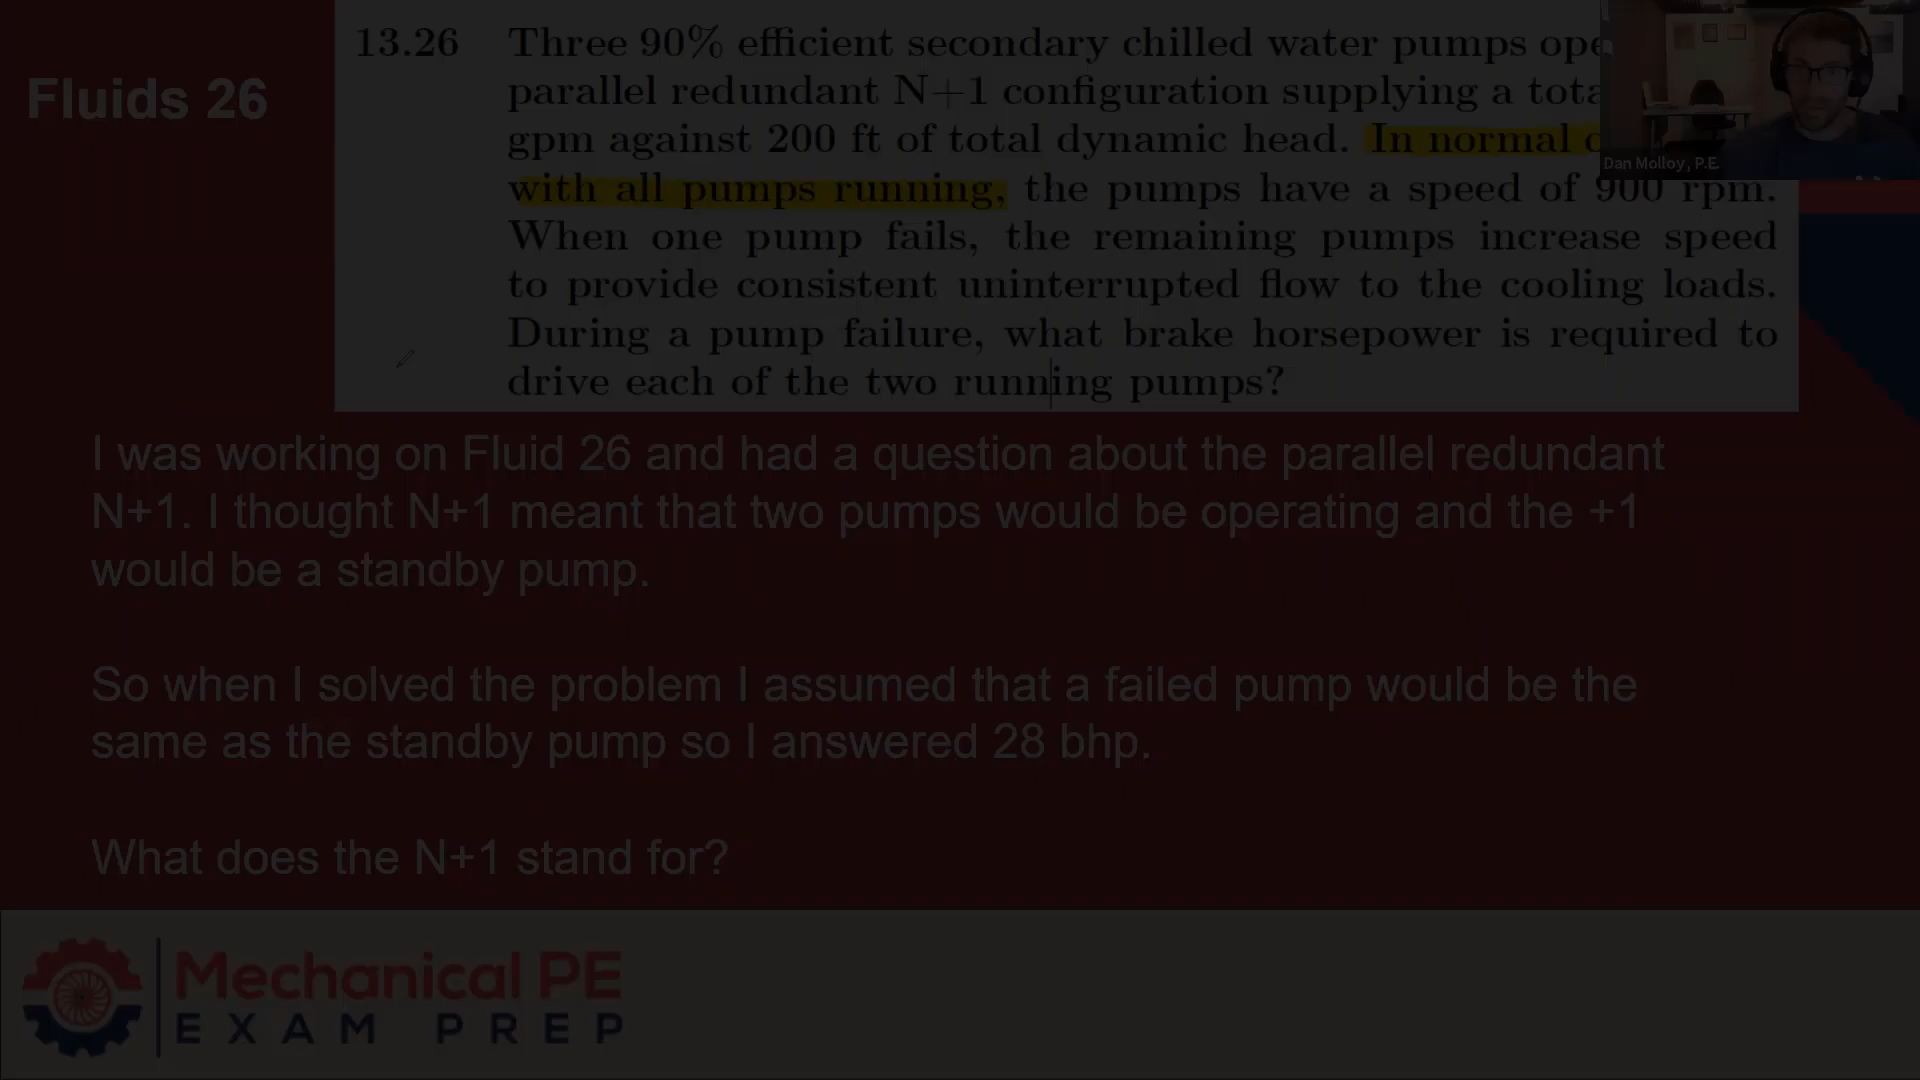 Fluids 26
13.26 Three 90% efficient secondary chilled water pumps
parallel redundant N+1 configuration supplying a
gpm against 200 ft of total dynamic head. In normal
with all pumps running, the pumps have a speed of 900 rpm.
When one pump fails, the remaining pumps increase speed
to provide consistent uninterrupted flow to the cooling loads.
During a pump failure, what brake horsepower is required to
drive each of the two running pumps?
Dan Molloy, P.E.
I was working on Fluid 26 and had a question about the parallel redundant
N+1. I thought N+1 meant that two pumps would be operating and the +1
would be a standby pump.
So when I solved the problem I assumed that a failed pump would be the
same as the standby pump so I answered 28 bhp.
What does the N+1 stand for?
Mechanical PE
EXAM PREP